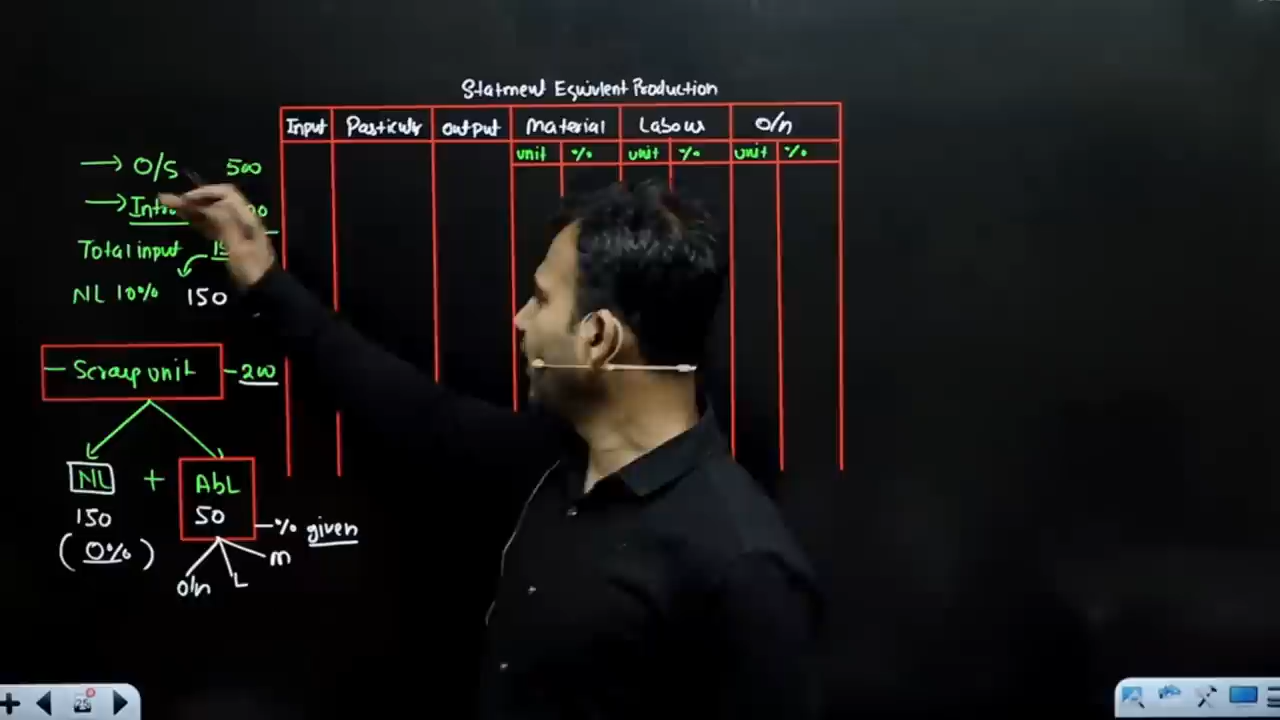 Statment Equivlent Production
Input Particulr output Material Labour O/h
unit % unit % unit %
→ O/S 500
→
Total input
NL 10% 150
- Scrap unit - 200
NL + AbL
150 50 - % given
(0%)
O/h L m
25